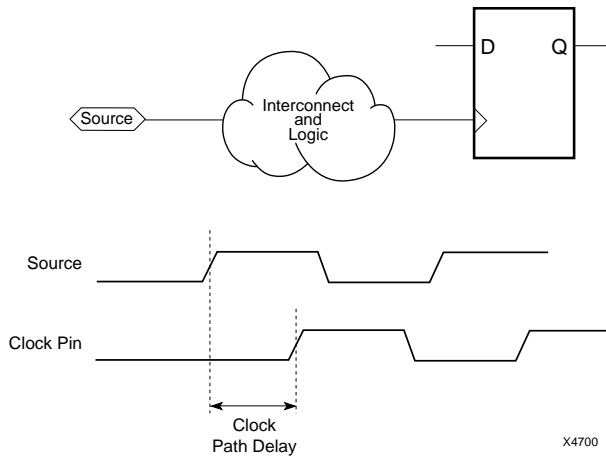 D Q
Source
Interconnect
and
Logic
Source
Clock Pin
Clock
Path Delay
X4700